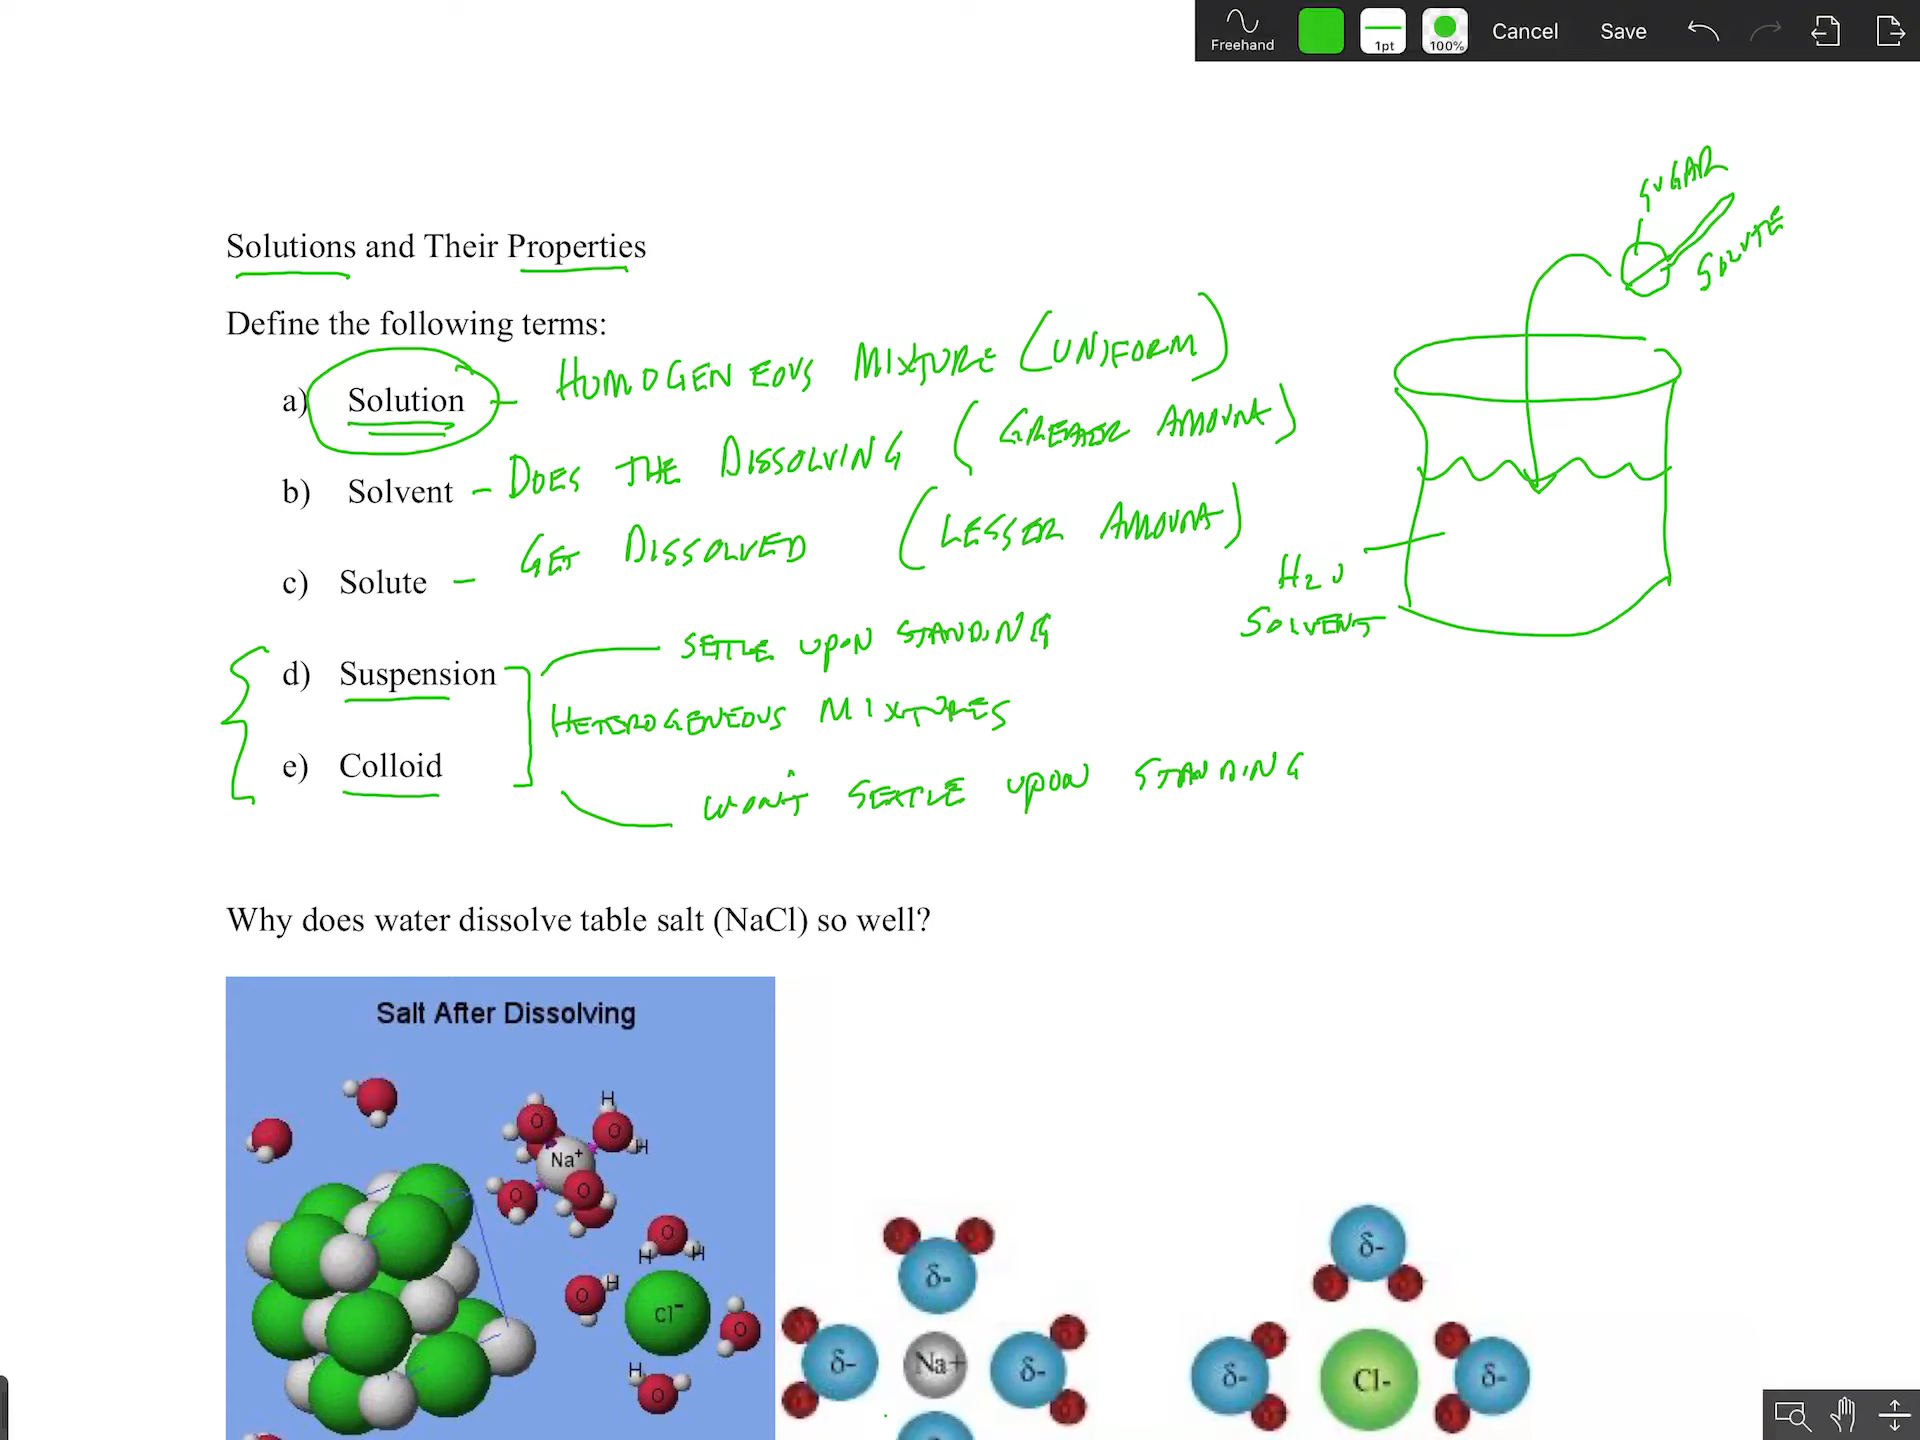 Freehand 1pt 100% Cancel Save
SUGAR
SOLUTE
Solutions and Their Properties
Define the following terms:
a) Solution - HOMOGENEOUS MIXTURE (UNIFORM)
b) Solvent - DOES THE DISSOLVING (GREATER AMOUNT)
c) Solute - GET DISSOLVED (LESSER AMOUNT)
H2O
SOLVENT
d) Suspension SETTLE UPON STANDING
HETEROGENEOUS MIXTURES
e) Colloid WON'T SETTLE UPON STANDING
Why does water dissolve table salt (NaCl) so well?
Salt After Dissolving
H
O O H
Na+
O O
O
H H
O H
Cl-
O
H
O
δ-
δ- Na+ δ-
δ-
δ- Cl- δ-